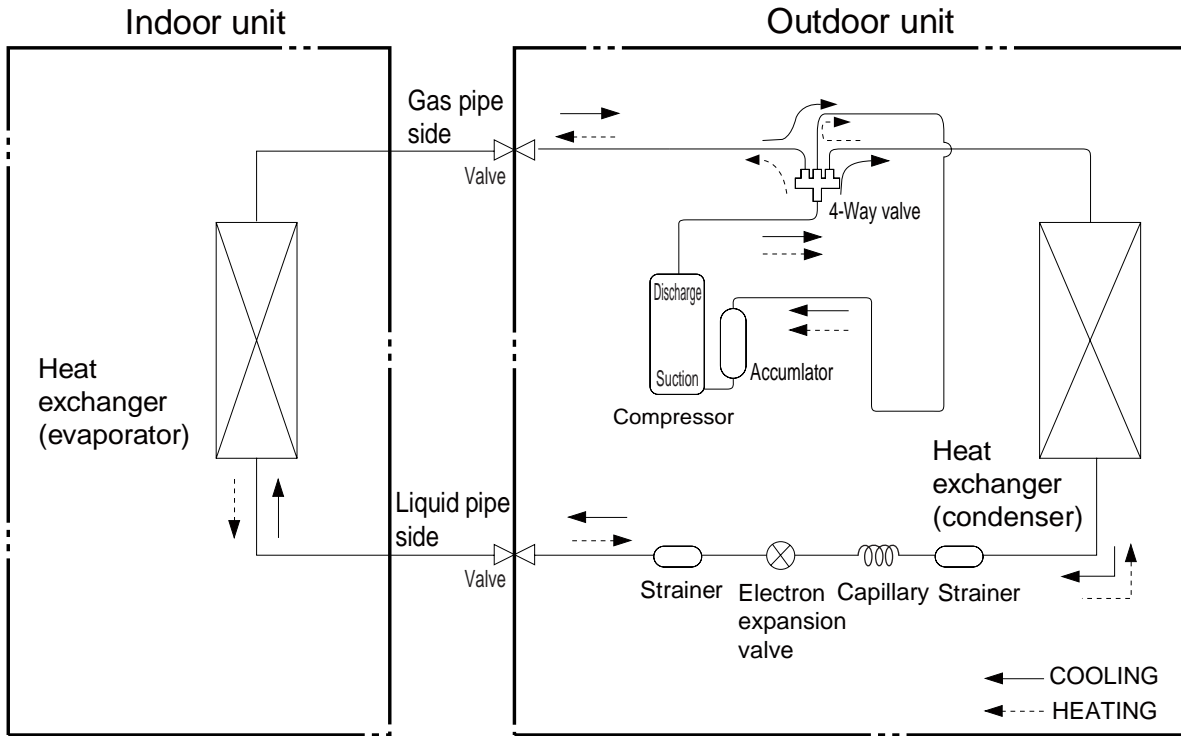 Indoor unit
Outdoor unit
Gas pipe
side
Valve
4-Way valve
Discharge
Suction
Accumlator
Compressor
Heat
exchanger
(evaporator)
Heat
exchanger
(condenser)
Liquid pipe
side
Valve
Strainer
Electron
expansion
valve
Capillary
Strainer
COOLING
HEATING